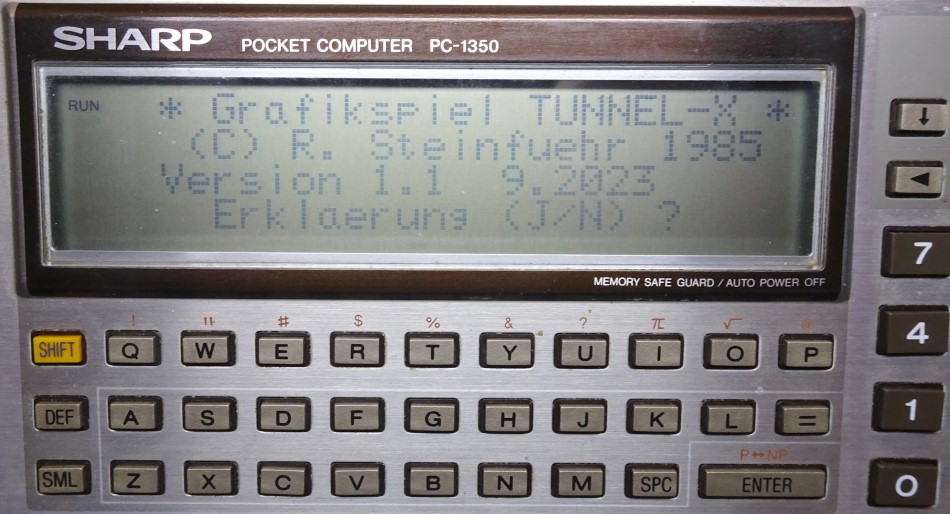 SHARP POCKET COMPUTER PC-1350
RUN * Grafikspiel TUNNEL-X *
(C) R. Steinfuehr 1985
Version 1.1 9.2023
Erklaerung (J/N) ?
MEMORY SAFE GUARD / AUTO POWER OFF
↓
◀
7
4
1
0
! " # $ % & ? π √
SHIFT Q W E R T Y U I O P
DEF A S D F G H J K L =
P↔NP
SML Z X C V B N M SPC ENTER